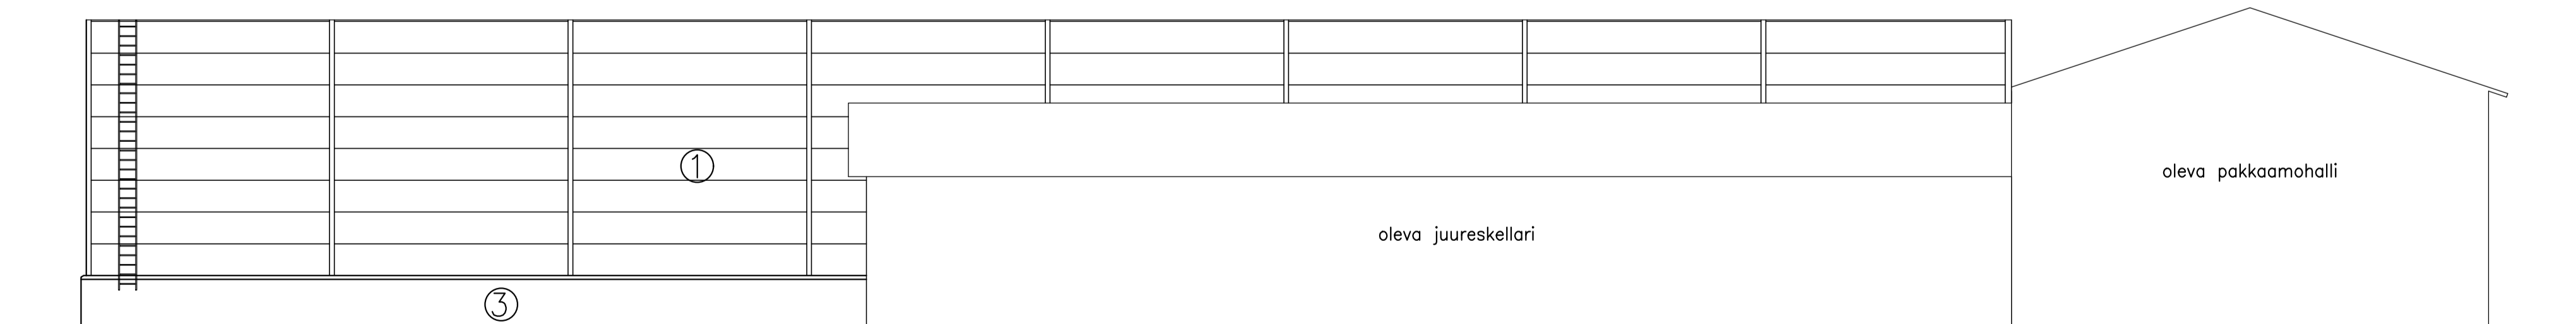 1
oleva pakkaamohalli
oleva juureskellari
3